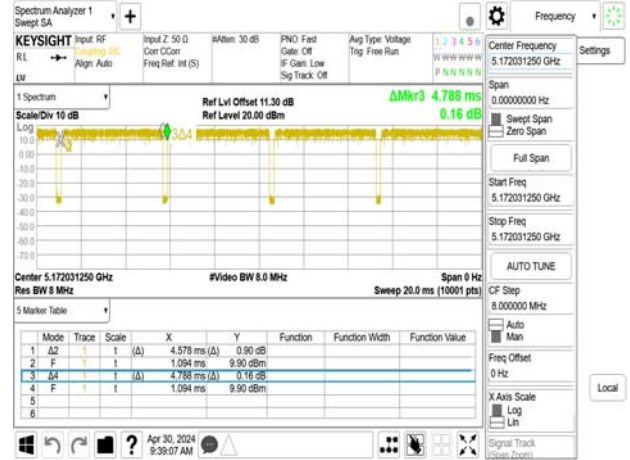 Spectrum Analyzer 1
Swept SA
Frequency
KEYSIGHT
RL
Input: RF
Coupling: DC
Align: Auto
Input Z: 50 Ω
Corr CCorr
Freq Ref: Int (S)
#Atten: 30 dB
PNO: Fast
Gate: Off
IF Gain: Low
Sig Track: Off
Avg Type: Voltage
Trig: Free Run
1 2 3 4 5 6
W W W W W W
P N N N N N
LV
1 Spectrum
Scale/Div 10 dB
Ref Lvl Offset 11.30 dB
Ref Level 20.00 dBm
ΔMkr3 4.788 ms
0.16 dB
Log
10.0
0.00
-10.0
-20.0
-30.0
-40.0
-50.0
-60.0
-70.0
3Δ4
Center 5.172031250 GHz
Res BW 8 MHz
#Video BW 8.0 MHz
Span 0 Hz
Sweep 20.0 ms (10001 pts)
5 Marker Table
Mode Trace Scale X Y Function Function Width Function Value
1 Δ2 1 t (Δ) 4.578 ms (Δ) 0.90 dB
2 F 1 t 1.094 ms 9.90 dBm
3 Δ4 1 t (Δ) 4.788 ms (Δ) 0.16 dB
4 F 1 t 1.094 ms 9.90 dBm
5
6
Apr 30, 2024
9:39:07 AM
Center Frequency
5.172031250 GHz
Settings
Span
0.00000000 Hz
Swept Span
Zero Span
Full Span
Start Freq
5.172031250 GHz
Stop Freq
5.172031250 GHz
AUTO TUNE
CF Step
8.000000 MHz
Auto
Man
Freq Offset
0 Hz
X Axis Scale
Log
Lin
Local
Signal Track
(Span Zoom)